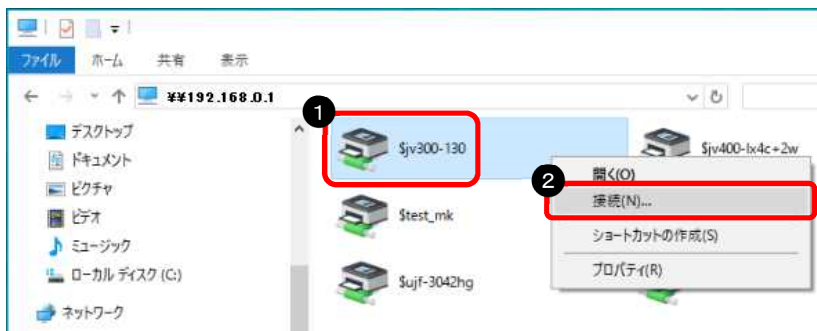 ファイル ホーム 共有 表示
¥¥192.168.0.1
デスクトップ
ドキュメント
ピクチャ
ビデオ
ミュージック
ローカル ディスク (C:)
ネットワーク
1
$jv300-130
$jv400-lx4c+2w
$test_mk
$ujf-3042hg
2
開く(O)
接続(N)...
ショートカットの作成(S)
プロパティ(R)